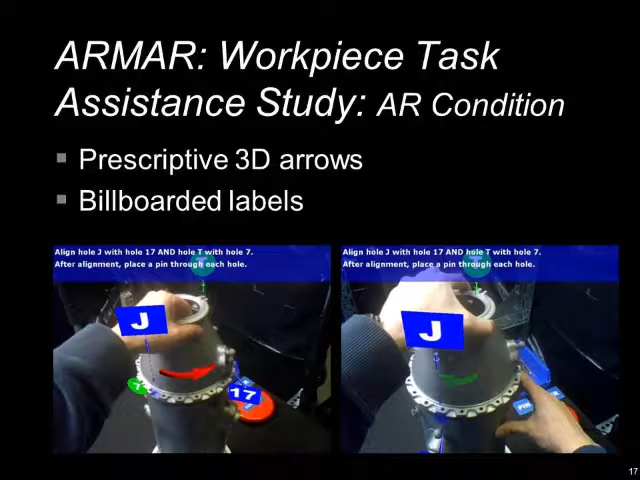 ARMAR: Workpiece Task
Assistance Study: AR Condition
Prescriptive 3D arrows
Billboarded labels
Align hole J with hole 17 AND hole T with hole 7.
After alignment, place a pin through each hole.
T
J
7
17
Align hole J with hole 17 AND hole T with hole 7.
After alignment, place a pin through each hole.
T
J
PIN
17